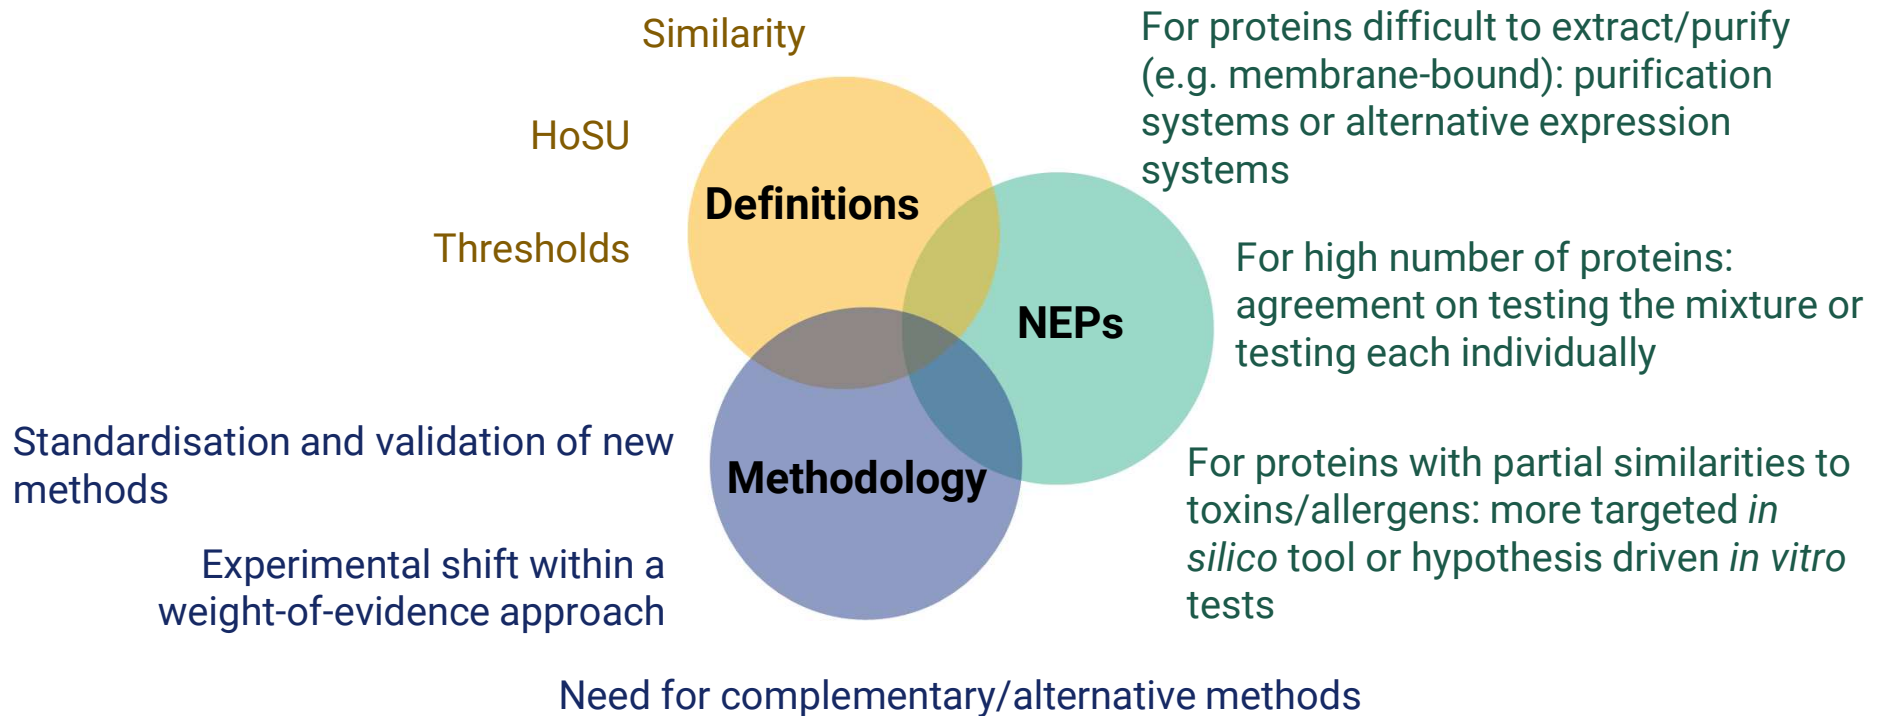 Similarity
HoSU
Thresholds
Definitions
For proteins difficult to extract/purify
(e.g. membrane-bound): purification
systems or alternative expression
systems
NEPs
For high number of proteins:
agreement on testing the mixture or
testing each individually
For proteins with partial similarities to
toxins/allergens: more targeted in
silico tool or hypothesis driven in vitro
tests
Methodology
Standardisation and validation of new
methods
Experimental shift within a
weight-of-evidence approach
Need for complementary/alternative methods